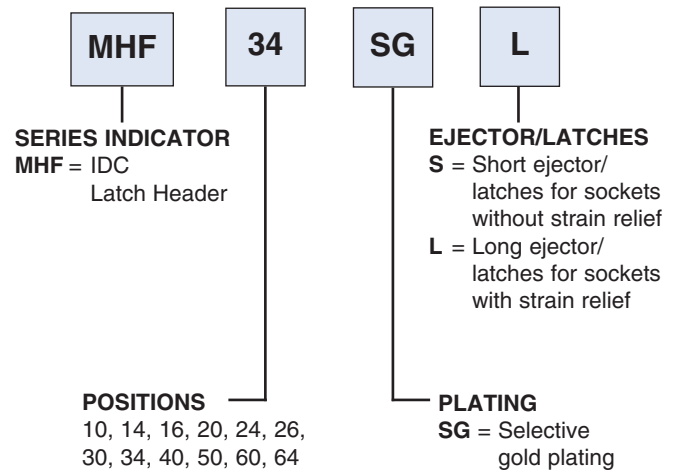 MHF 34 SG L
SERIES INDICATOR
MHF = IDC
Latch Header
EJECTOR/LATCHES
S = Short ejector/
latches for sockets
without strain relief
L = Long ejector/
latches for sockets
with strain relief
POSITIONS
10, 14, 16, 20, 24, 26,
30, 34, 40, 50, 60, 64
PLATING
SG = Selective
gold plating